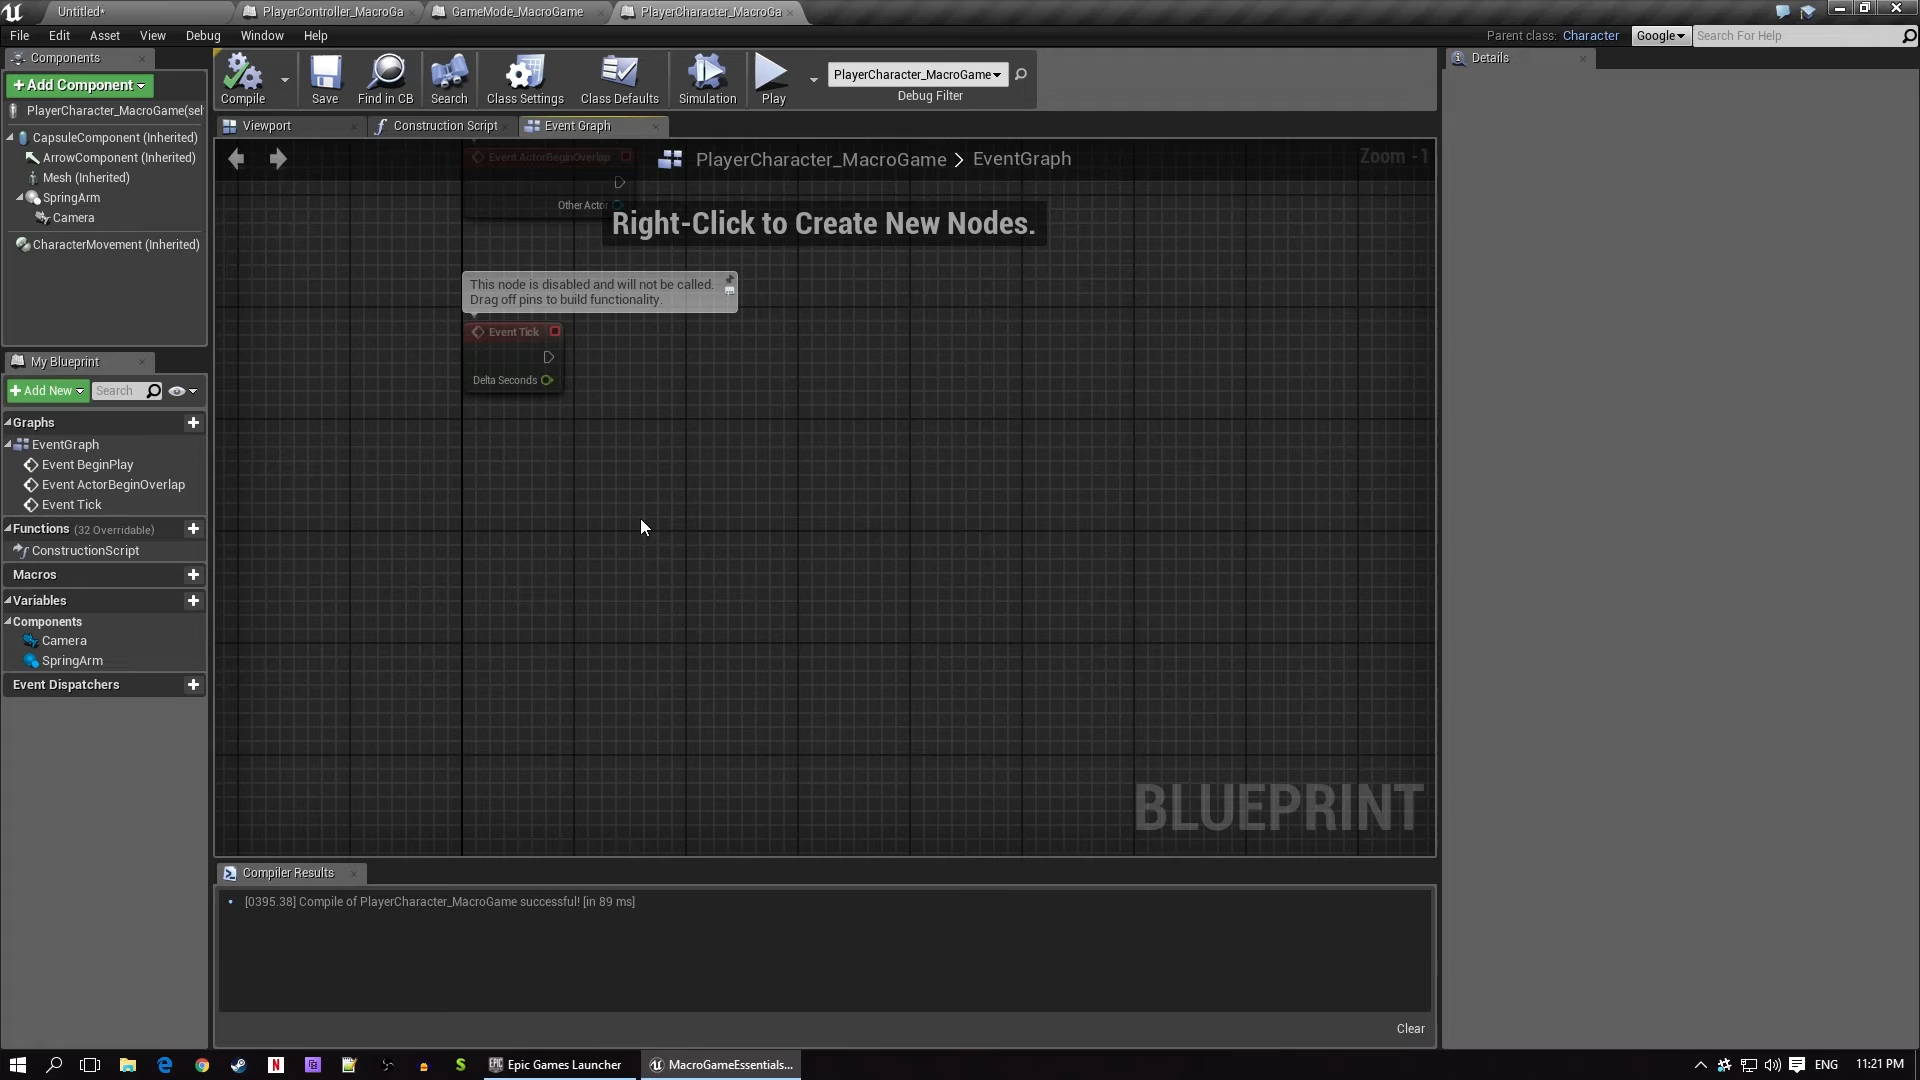 Untitled*
PlayerController_MacroGa
GameMode_MacroGame
PlayerCharacter_MacroGa
File Edit Asset View Debug Window Help
Parent class: Character
Google
Search For Help
Components
+Add Component
PlayerCharacter_MacroGame(sel
CapsuleComponent (Inherited)
ArrowComponent (Inherited)
Mesh (Inherited)
SpringArm
Camera
CharacterMovement (Inherited)
Compile
Save
Find in CB
Search
Class Settings
Class Defaults
Simulation
Play
PlayerCharacter_MacroGame
Debug Filter
Details
Viewport
Construction Script
Event Graph
PlayerCharacter_MacroGame > EventGraph
Zoom -1
Event ActorBeginOverlap
Other Actor
Right-Click to Create New Nodes.
This node is disabled and will not be called.
Drag off pins to build functionality.
Event Tick
Delta Seconds
BLUEPRINT
My Blueprint
+Add New
Search
Graphs
EventGraph
Event BeginPlay
Event ActorBeginOverlap
Event Tick
Functions (32 Overridable)
ConstructionScript
Macros
Variables
Components
Camera
SpringArm
Event Dispatchers
Compiler Results
[0395.38] Compile of PlayerCharacter_MacroGame successful! [in 89 ms]
Clear
Epic Games Launcher
MacroGameEssentials...
ENG
11:21 PM